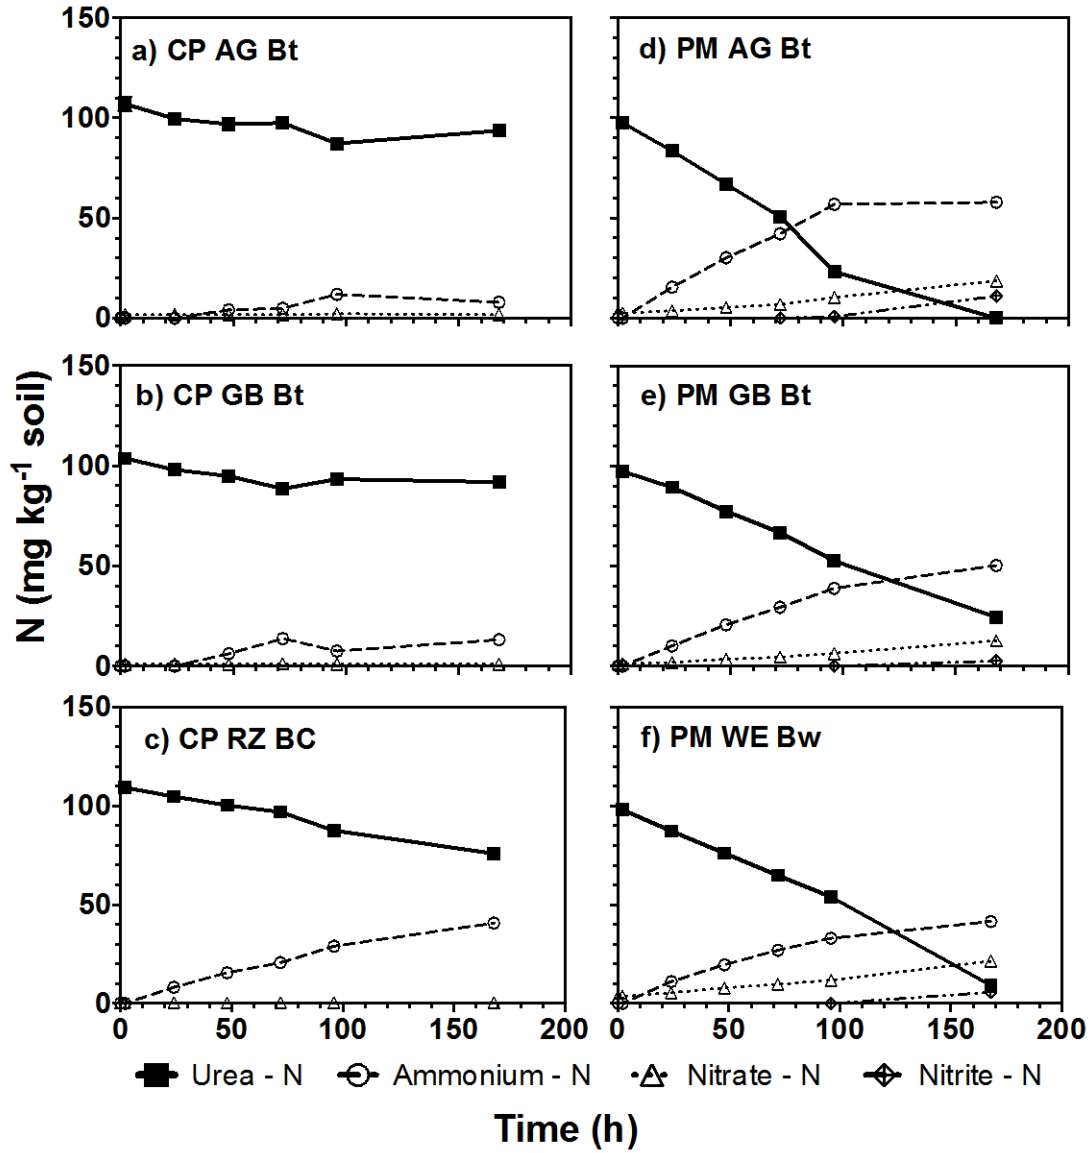 150
100
50
0
a) CP AG Bt
d) PM AG Bt
150
100
50
0
b) CP GB Bt
e) PM GB Bt
150
100
50
0
c) CP RZ BC
f) PM WE Bw
0 50 100 150 200
0 50 100 150 200
N (mg kg⁻¹ soil)
Urea - N Ammonium - N Nitrate - N Nitrite - N
Time (h)